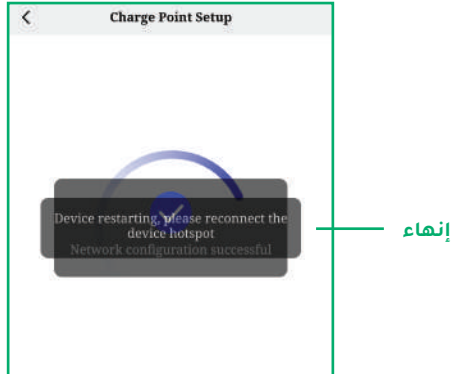 Charge Point Setup
Device restarting, please reconnect the
device hotspot
Network configuration successful
إنهاء